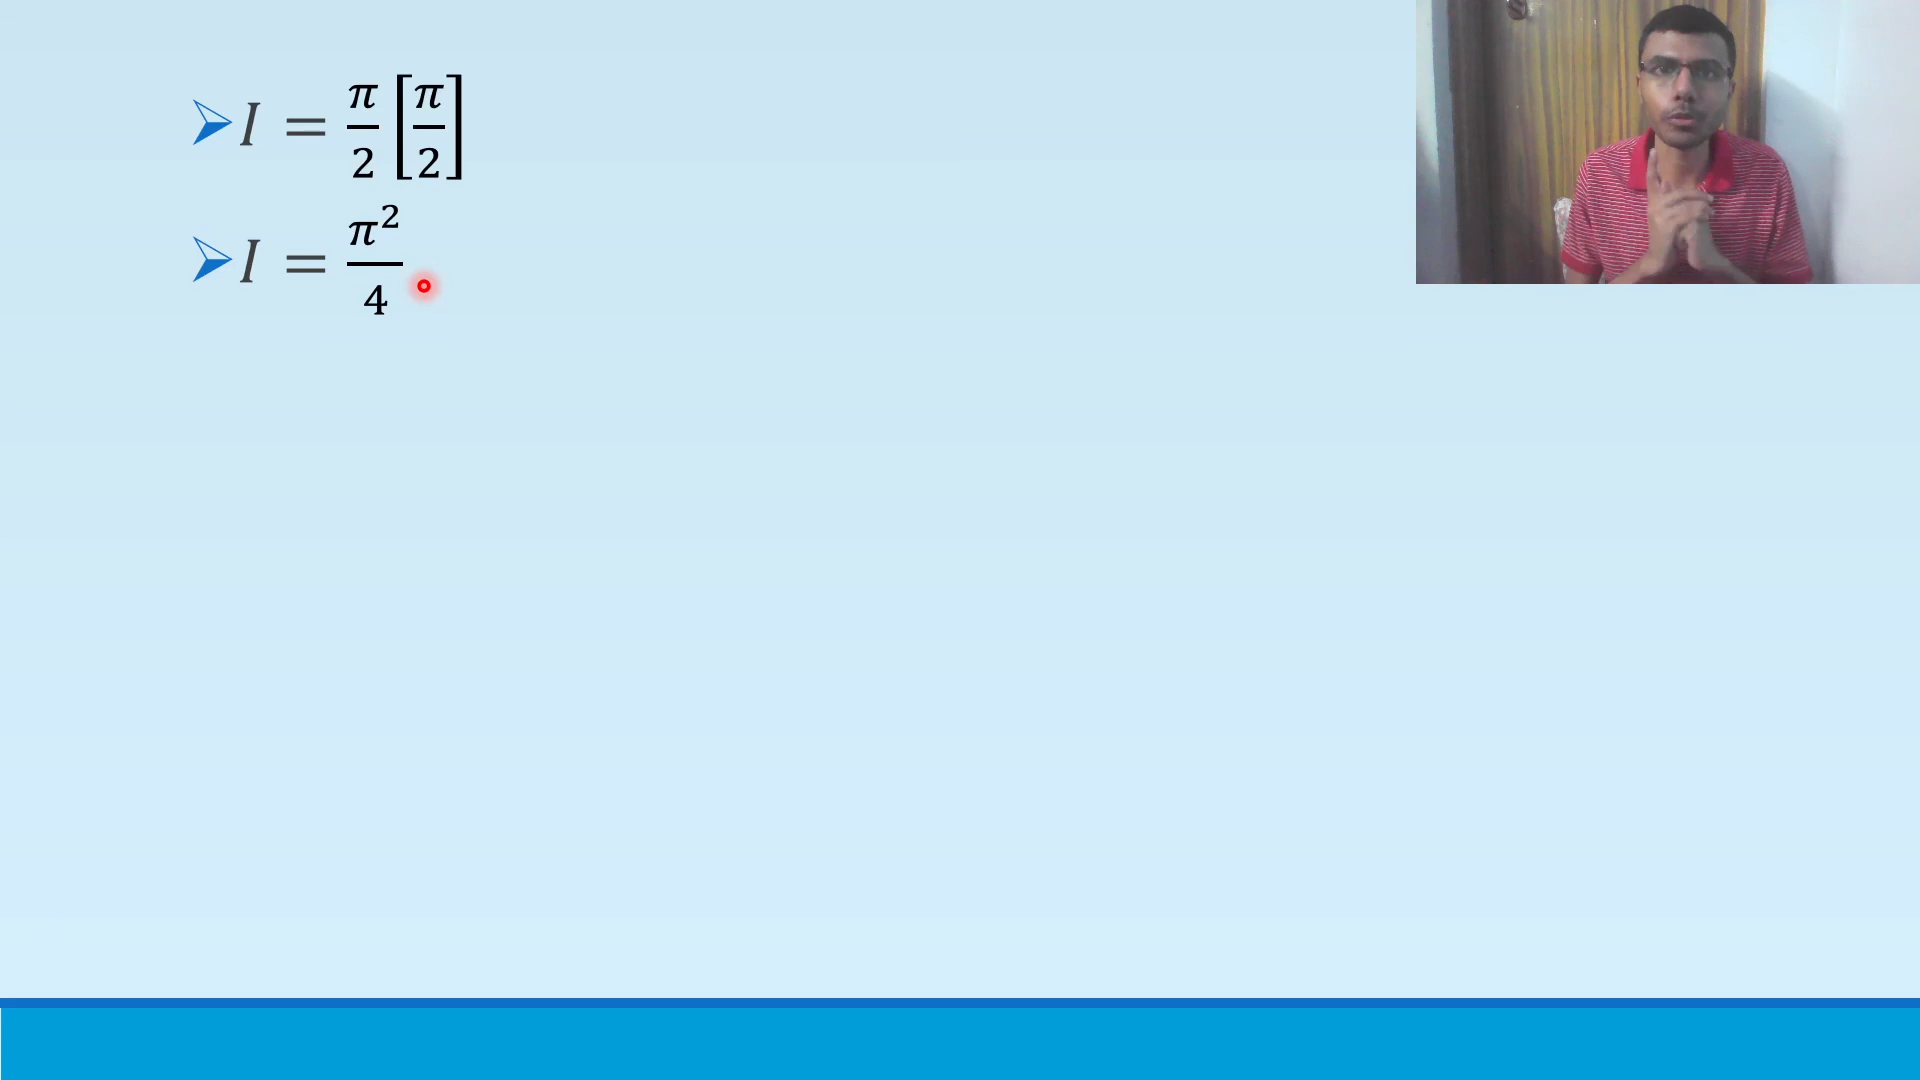 ➢ I = π/2 [π/2]
➢ I = π²/4